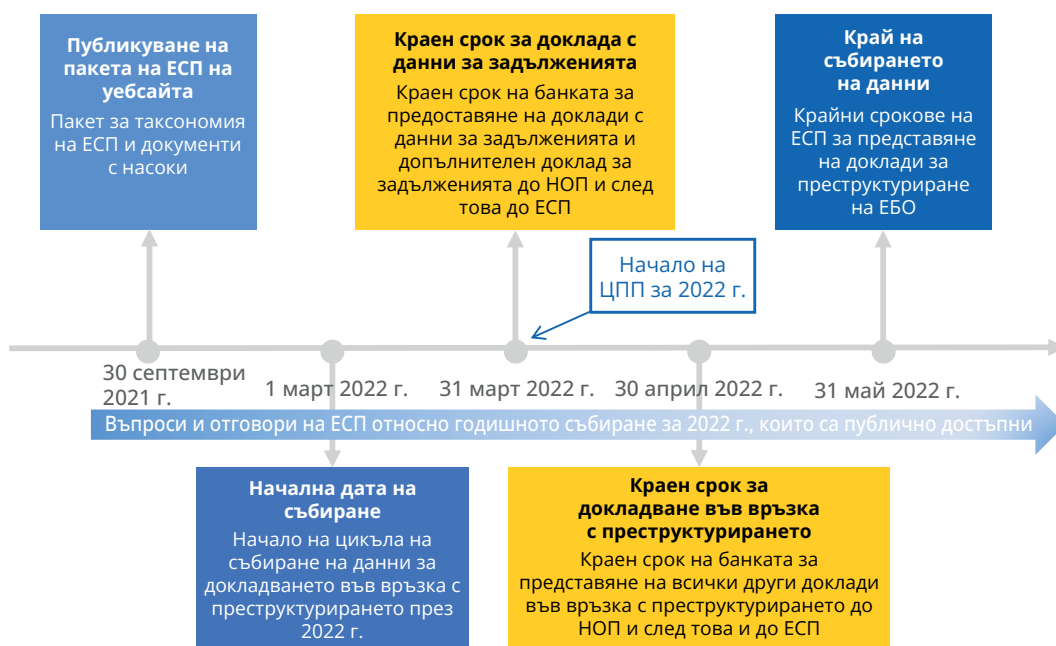 Публикуване на
пакета на ЕСП на
уебсайта
Пакет за таксономия
на ЕСП и документи
с насоки
Краен срок за доклада с
данни за задълженията
Краен срок на банката за
предоставяне на доклади с
данни за задълженията и
допълнителен доклад за
задълженията до НОП и след
това до ЕСП
Край на
събирането
на данни
Крайни срокове на
ЕСП за представяне
на доклади за
преструктуриране
на ЕБО
Начало на
ЦПП за 2022 г.
30 септември
2021 г.
1 март 2022 г.
31 март 2022 г.
30 април 2022 г.
31 май 2022 г.
Въпроси и отговори на ЕСП относно годишното събиране за 2022 г., които са публично достъпни
Начална дата на
събиране
Начало на цикъла на
събиране на данни за
докладването във връзка с
преструктурирането през
2022 г.
Краен срок за
докладване във връзка
с преструктурирането
Краен срок на банката за
представяне на всички други доклади
във връзка с преструктурирането до
НОП и след това и до ЕСП